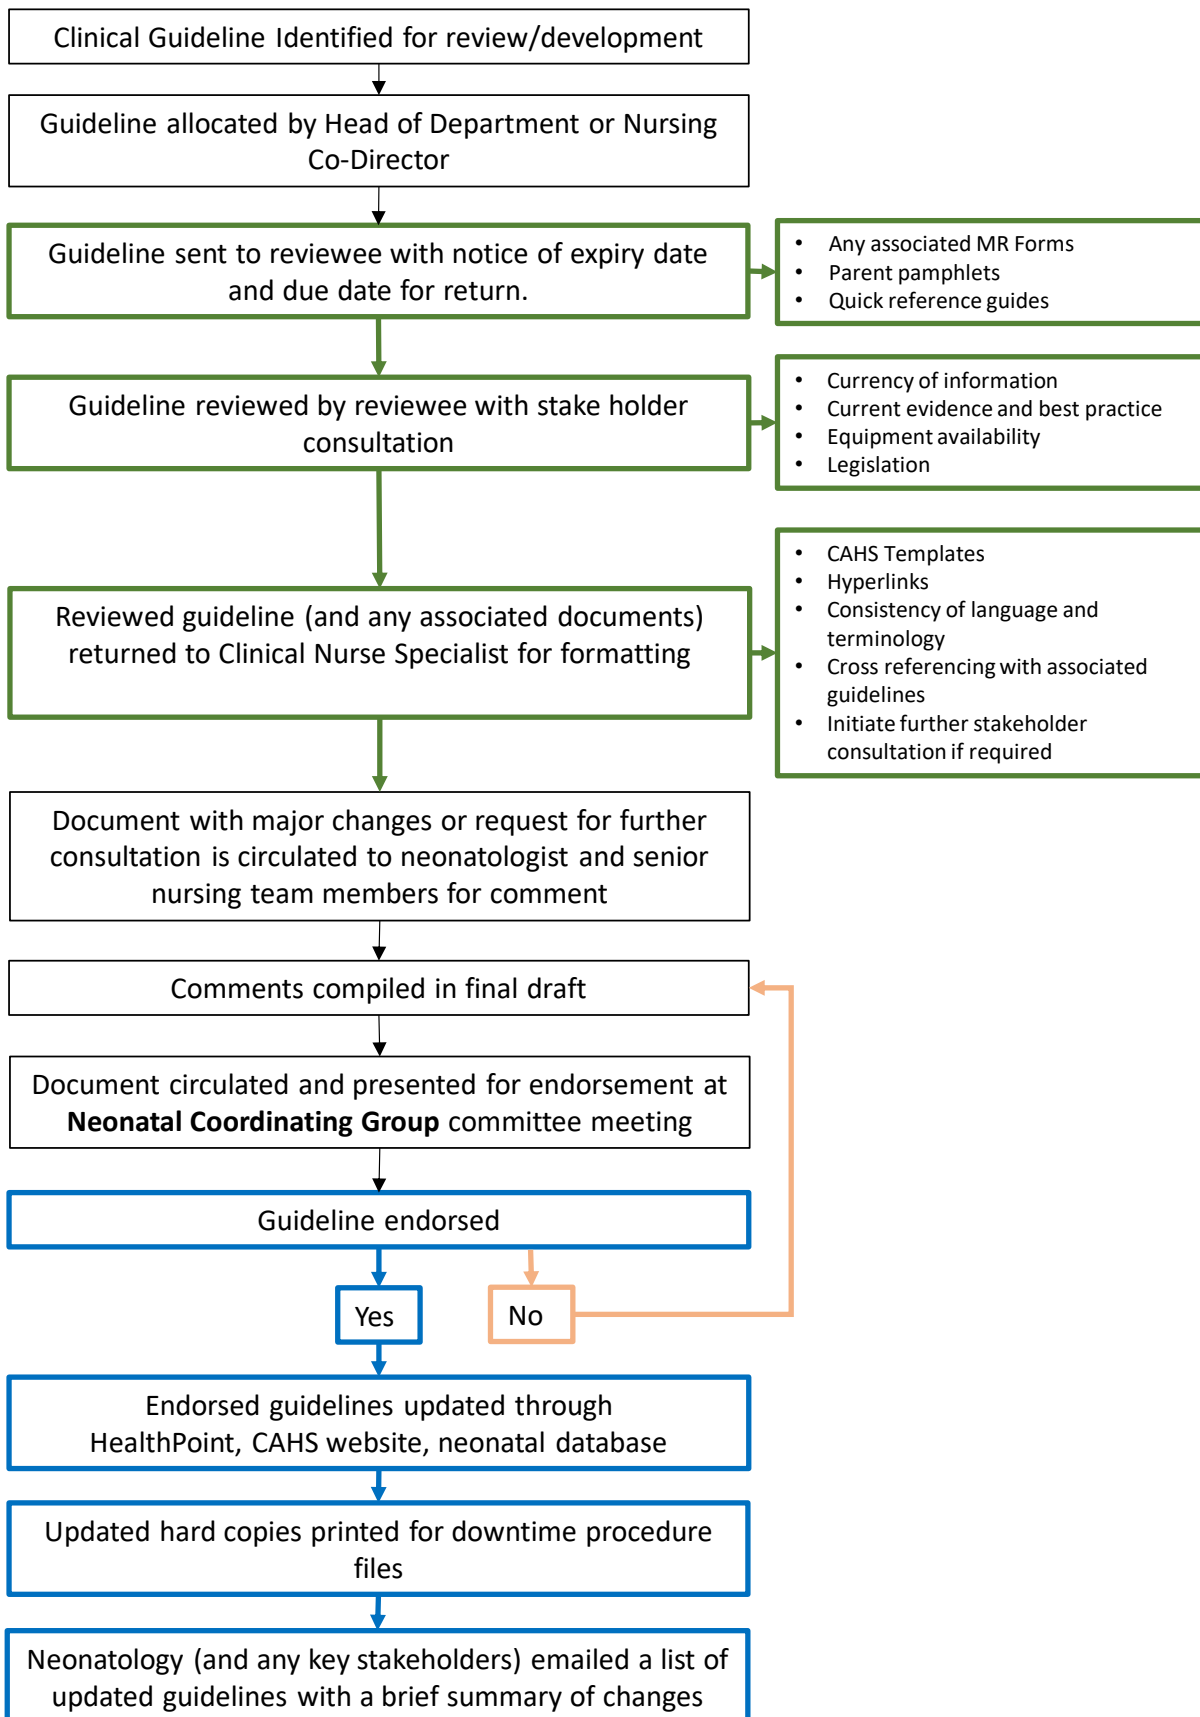 Clinical Guideline Identified for review/development
Guideline allocated by Head of Department or Nursing
Co-Director
Guideline sent to reviewee with notice of expiry date
and due date for return.
• Any associated MR Forms
• Parent pamphlets
• Quick reference guides
Guideline reviewed by reviewee with stake holder
consultation
• Currency of information
• Current evidence and best practice
• Equipment availability
• Legislation
Reviewed guideline (and any associated documents)
returned to Clinical Nurse Specialist for formatting
• CAHS Templates
• Hyperlinks
• Consistency of language and
terminology
• Cross referencing with associated
guidelines
• Initiate further stakeholder
consultation if required
Document with major changes or request for further
consultation is circulated to neonatologist and senior
nursing team members for comment
Comments compiled in final draft
Document circulated and presented for endorsement at
Neonatal Coordinating Group committee meeting
Guideline endorsed
Yes
No
Endorsed guidelines updated through
HealthPoint, CAHS website, neonatal database
Updated hard copies printed for downtime procedure
files
Neonatology (and any key stakeholders) emailed a list of
updated guidelines with a brief summary of changes